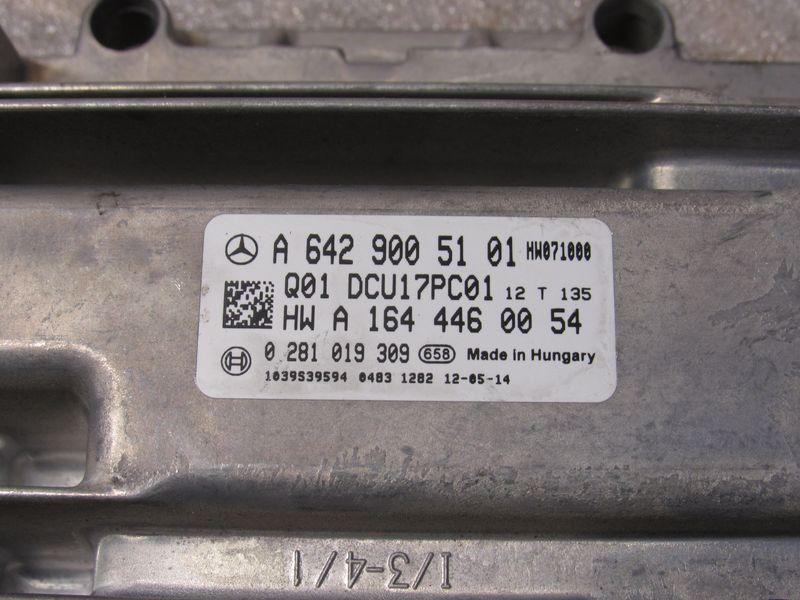 A 642 900 51 01 HW071000
Q01 DCU17PC01 12 T 135
HW A 164 446 00 54
0 281 019 309 658 Made in Hungary
1039S39594 0483 1282 12-05-14
I/3-4/1